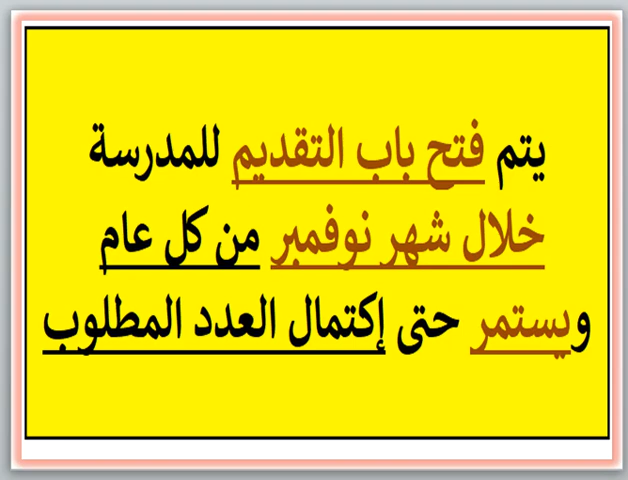 يتم فتح باب التقديم للمدرسة
خلال شهر نوفمبر من كل عام
ويستمر حتى إكتمال العدد المطلوب